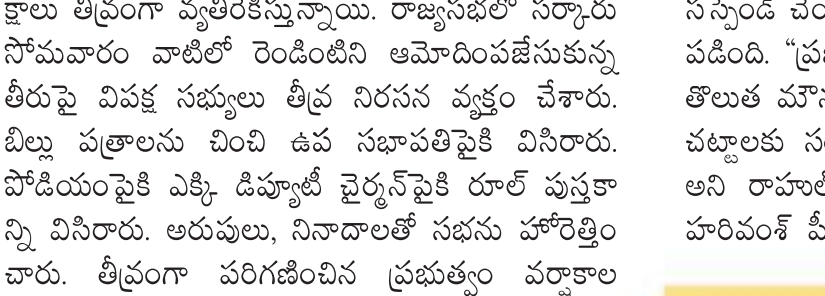 క్షాలు తీవ్రంగా వ్యతిరేకిస్తున్నాయి. రాజ్యసభలో సర్కారు
సోమవారం వాటిలో రెండింటిని ఆమోదింపజేసుకున్న
తీరుపై విపక్ష సభ్యులు తీవ్ర నిరసన వ్యక్తం చేశారు.
బిల్లు పత్రాలను చించి ఉప సభాపతిపైకి విసిరారు.
పోడియంపైకి ఎక్కి డిప్యూటీ చైర్మన్‌పైకి రూల్ పుస్తకా
న్ని విసిరారు. అరుపులు, నినాదాలతో సభను హోరెత్తిం
చారు. తీవ్రంగా పరిగణించిన ప్రభుత్వం వర్షాకాల
సస్పెండ్
పడింది.
తొలుత
చట్టాలకు
అని
హరివంశ్